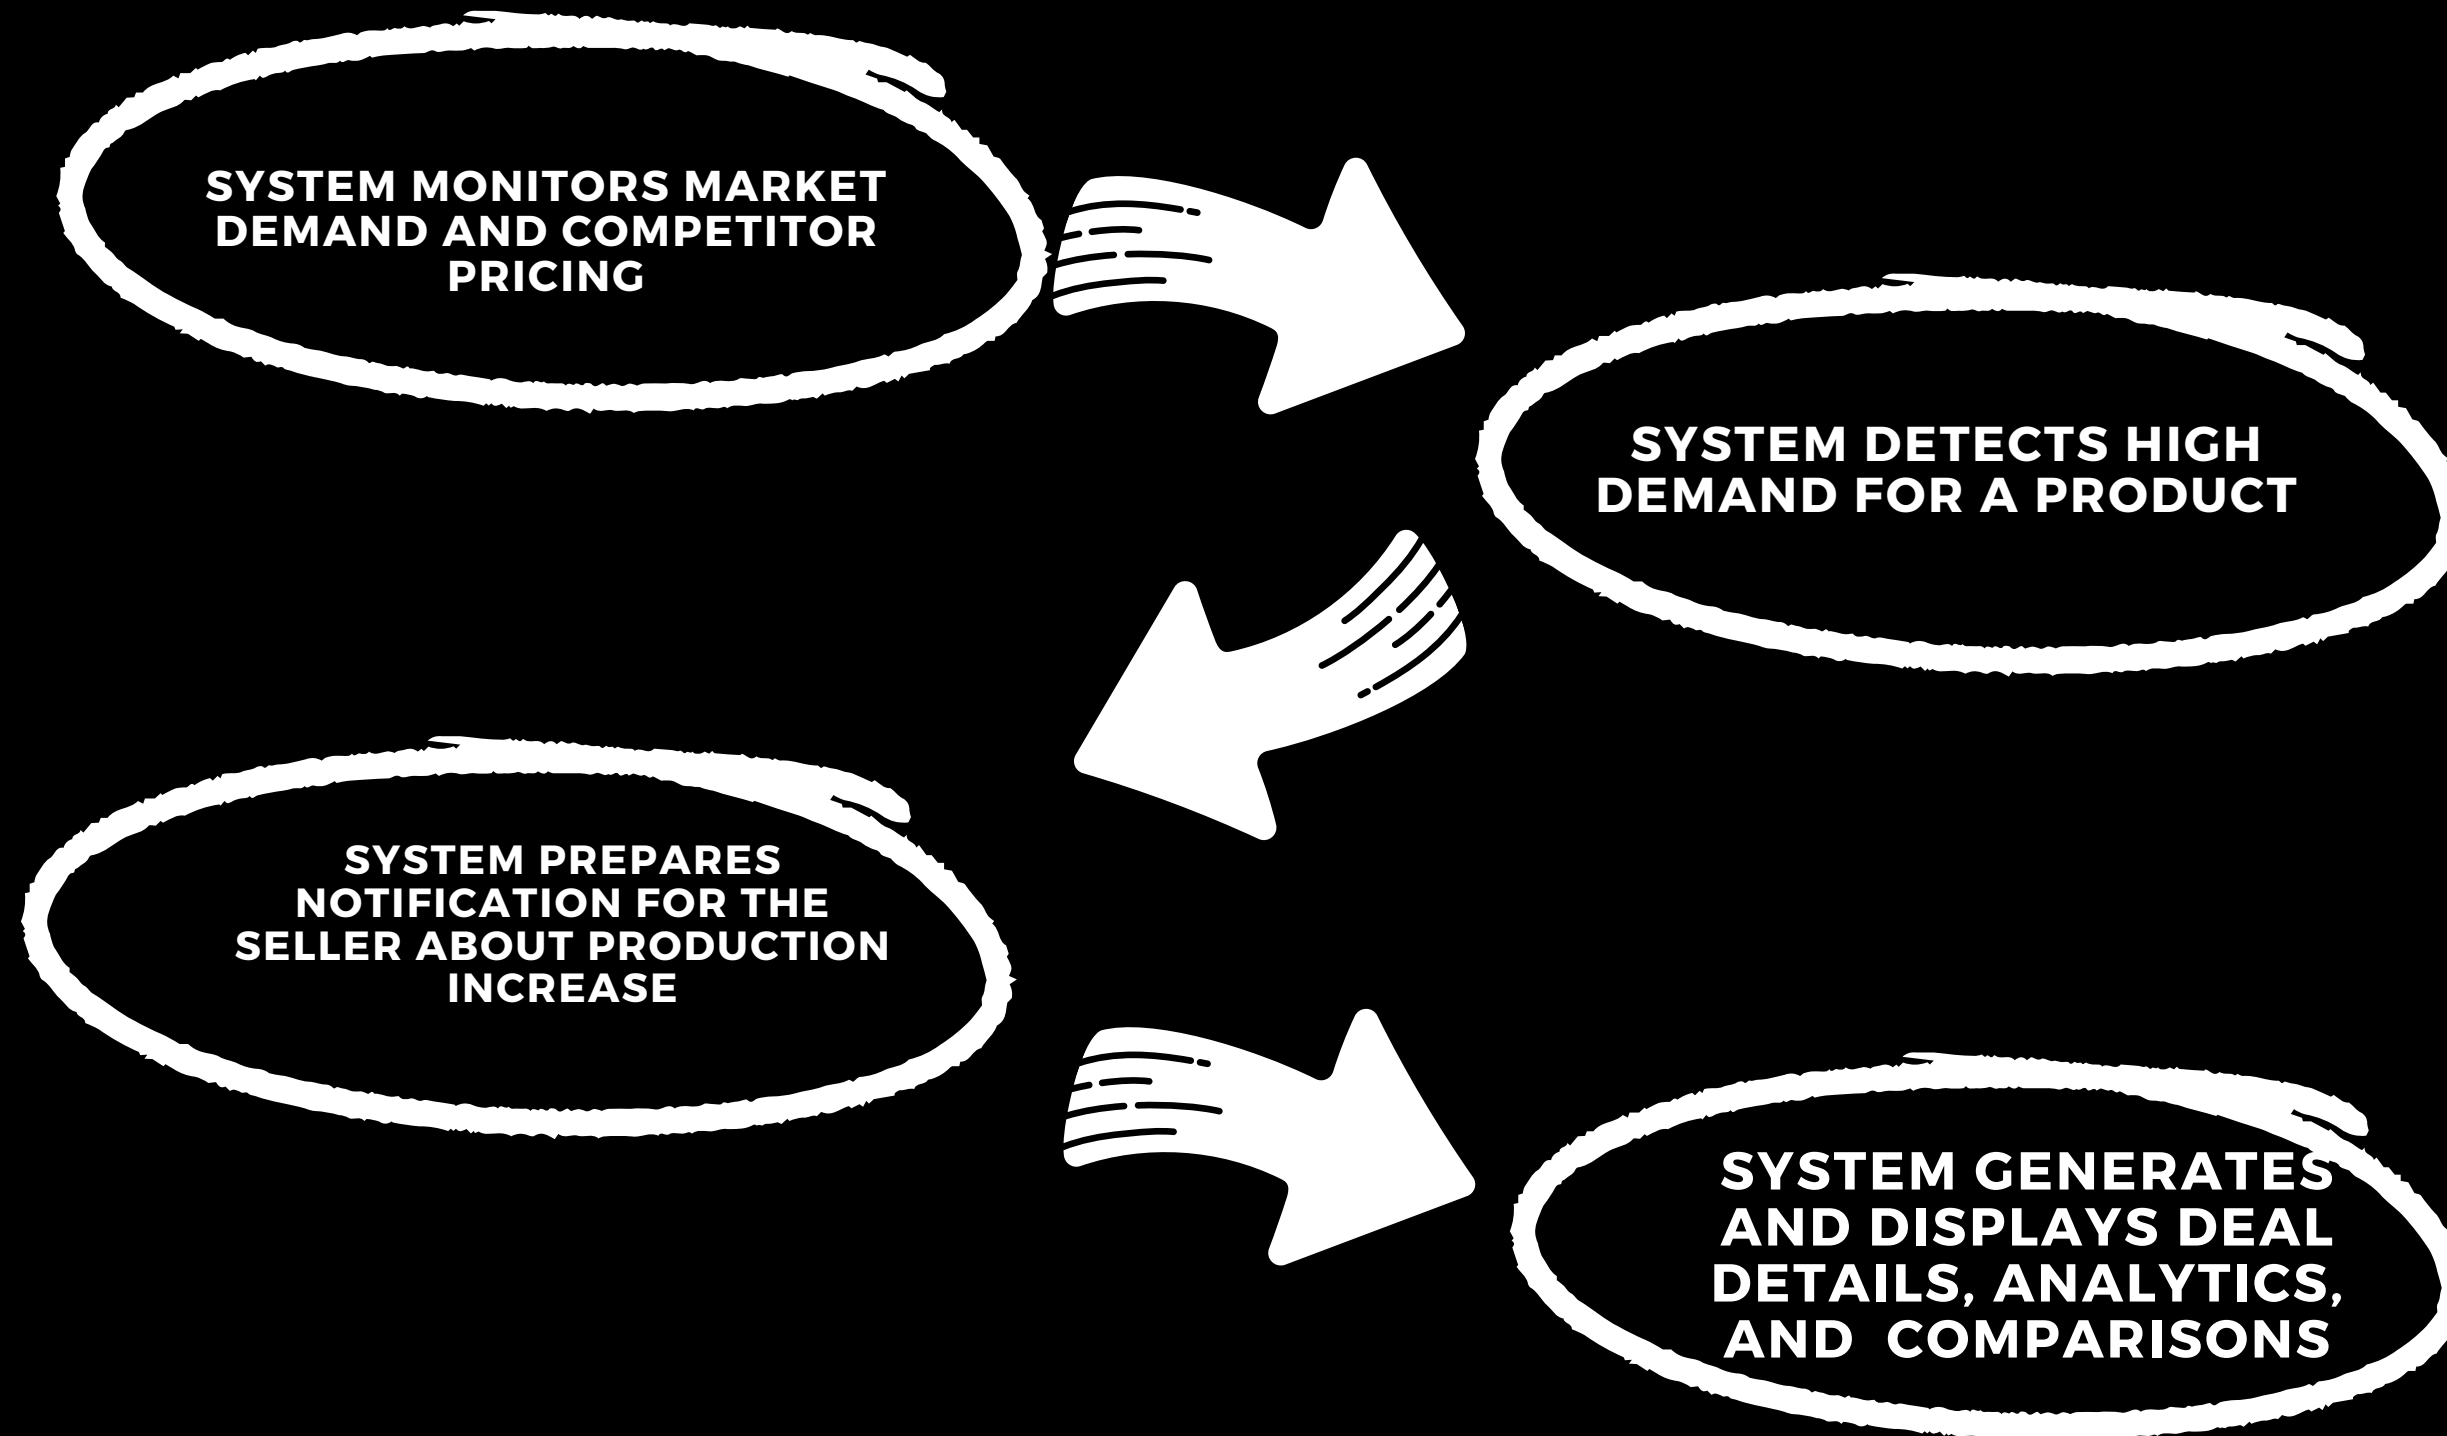 SYSTEM MONITORS MARKET
DEMAND AND COMPETITOR
PRICING
SYSTEM DETECTS HIGH
DEMAND FOR A PRODUCT
SYSTEM PREPARES
NOTIFICATION FOR THE
SELLER ABOUT PRODUCTION
INCREASE
SYSTEM GENERATES
AND DISPLAYS DEAL
DETAILS, ANALYTICS,
AND COMPARISONS